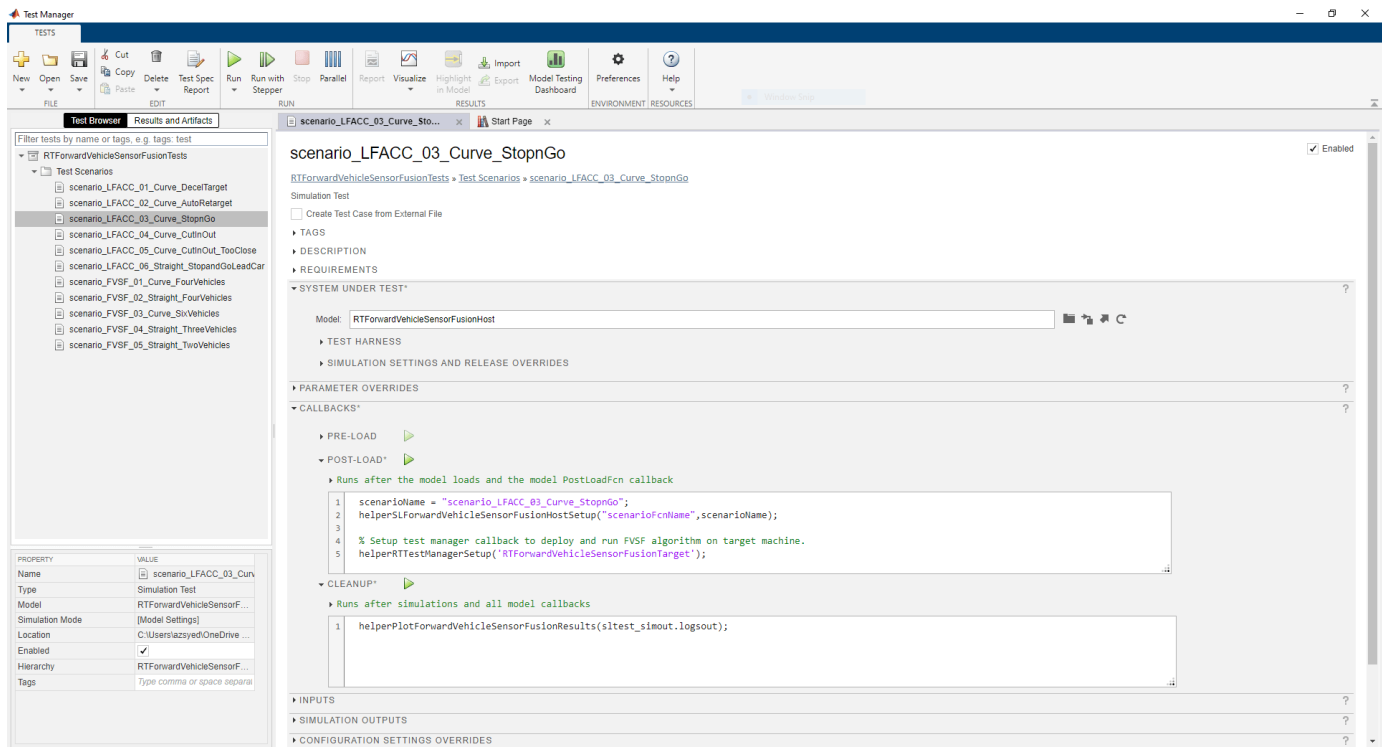 Test Manager
TESTS
New
Open
Save
Cut
Copy
Paste
Delete
Test Spec Report
Run
Run with Stepper
Stop
Parallel
Report
Visualize
Highlight in Model
Import
Export
Model Testing Dashboard
Preferences
Help
FILE
EDIT
RUN
RESULTS
ENVIRONMENT
RESOURCES
Test Browser
Results and Artifacts
Filter tests by name or tags, e.g. tags: test
RTForwardVehicleSensorFusionTests
Test Scenarios
scenario_LFACC_01_Curve_DecelTarget
scenario_LFACC_02_Curve_AutoRetarget
scenario_LFACC_03_Curve_StopnGo
scenario_LFACC_04_Curve_CutInOut
scenario_LFACC_05_Curve_CutInOut_TooClose
scenario_LFACC_06_Straight_StopandGoLeadCar
scenario_FVSF_01_Curve_FourVehicles
scenario_FVSF_02_Straight_FourVehicles
scenario_FVSF_03_Curve_SixVehicles
scenario_FVSF_04_Straight_ThreeVehicles
scenario_FVSF_05_Straight_TwoVehicles
PROPERTY VALUE
Name scenario_LFACC_03_Curv
Type Simulation Test
Model RTForwardVehicleSensorF...
Simulation Mode [Model Settings]
Location C:\Users\azsyed\OneDrive ...
Enabled
Hierarchy RTForwardVehicleSensorF...
Tags Type comma or space separat
scenario_LFACC_03_Curve_Sto... x
Start Page x
scenario_LFACC_03_Curve_StopnGo
Enabled
RTForwardVehicleSensorFusionTests » Test Scenarios » scenario_LFACC_03_Curve_StopnGo
Simulation Test
Create Test Case from External File
TAGS
DESCRIPTION
REQUIREMENTS
SYSTEM UNDER TEST* ?
Model: RTForwardVehicleSensorFusionHost
TEST HARNESS
SIMULATION SETTINGS AND RELEASE OVERRIDES
PARAMETER OVERRIDES ?
CALLBACKS* ?
PRE-LOAD
POST-LOAD*
Runs after the model loads and the model PostLoadFcn callback
1 scenarioName = "scenario_LFACC_03_Curve_StopnGo";
2 helperSLForwardVehicleSensorFusionHostSetup("scenarioFcnName",scenarioName);
3
4 % Setup test manager callback to deploy and run FVSF algorithm on target machine.
5 helperRTTestManagerSetup('RTForwardVehicleSensorFusionTarget');
CLEANUP*
Runs after simulations and all model callbacks
1 helperPlotForwardVehicleSensorFusionResults(sltest_simout.logsout);
INPUTS ?
SIMULATION OUTPUTS ?
CONFIGURATION SETTINGS OVERRIDES ?